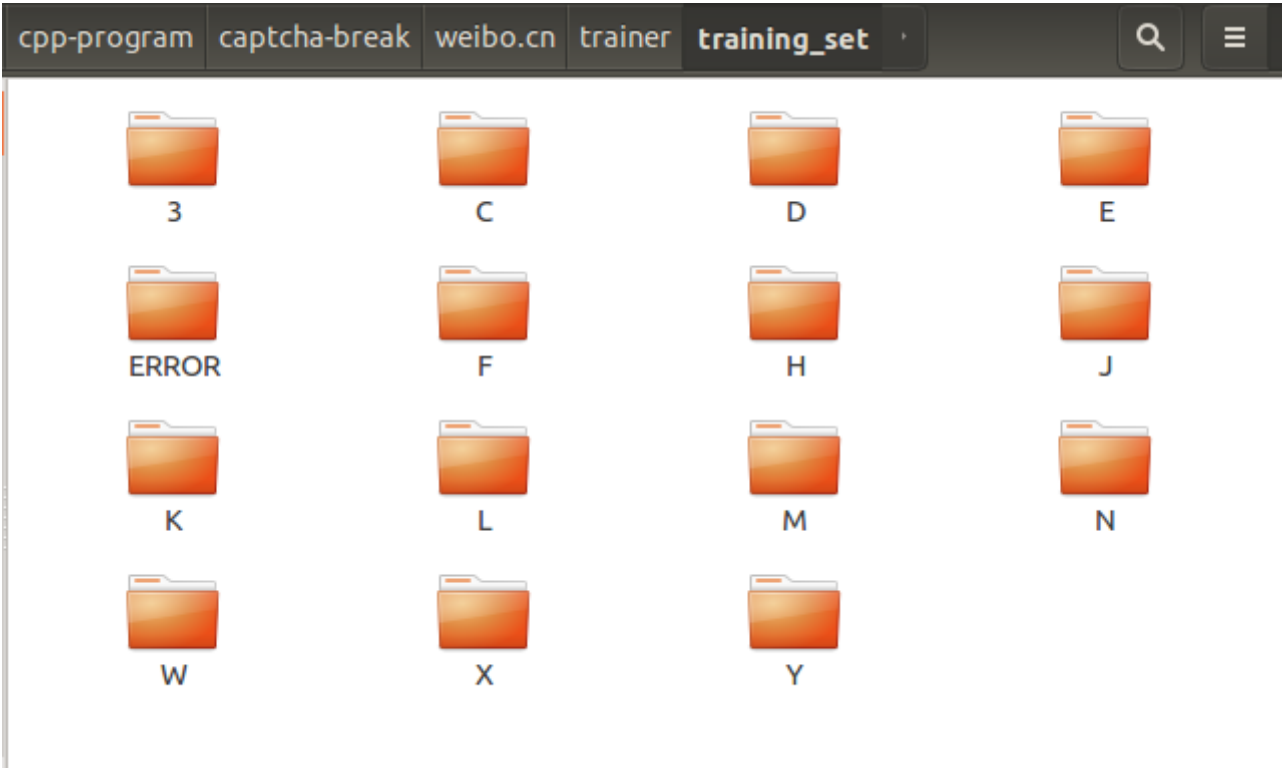 cpp-program captcha-break weibo.cn trainer training_set
3 C D E
ERROR F H J
K L M N
W X Y